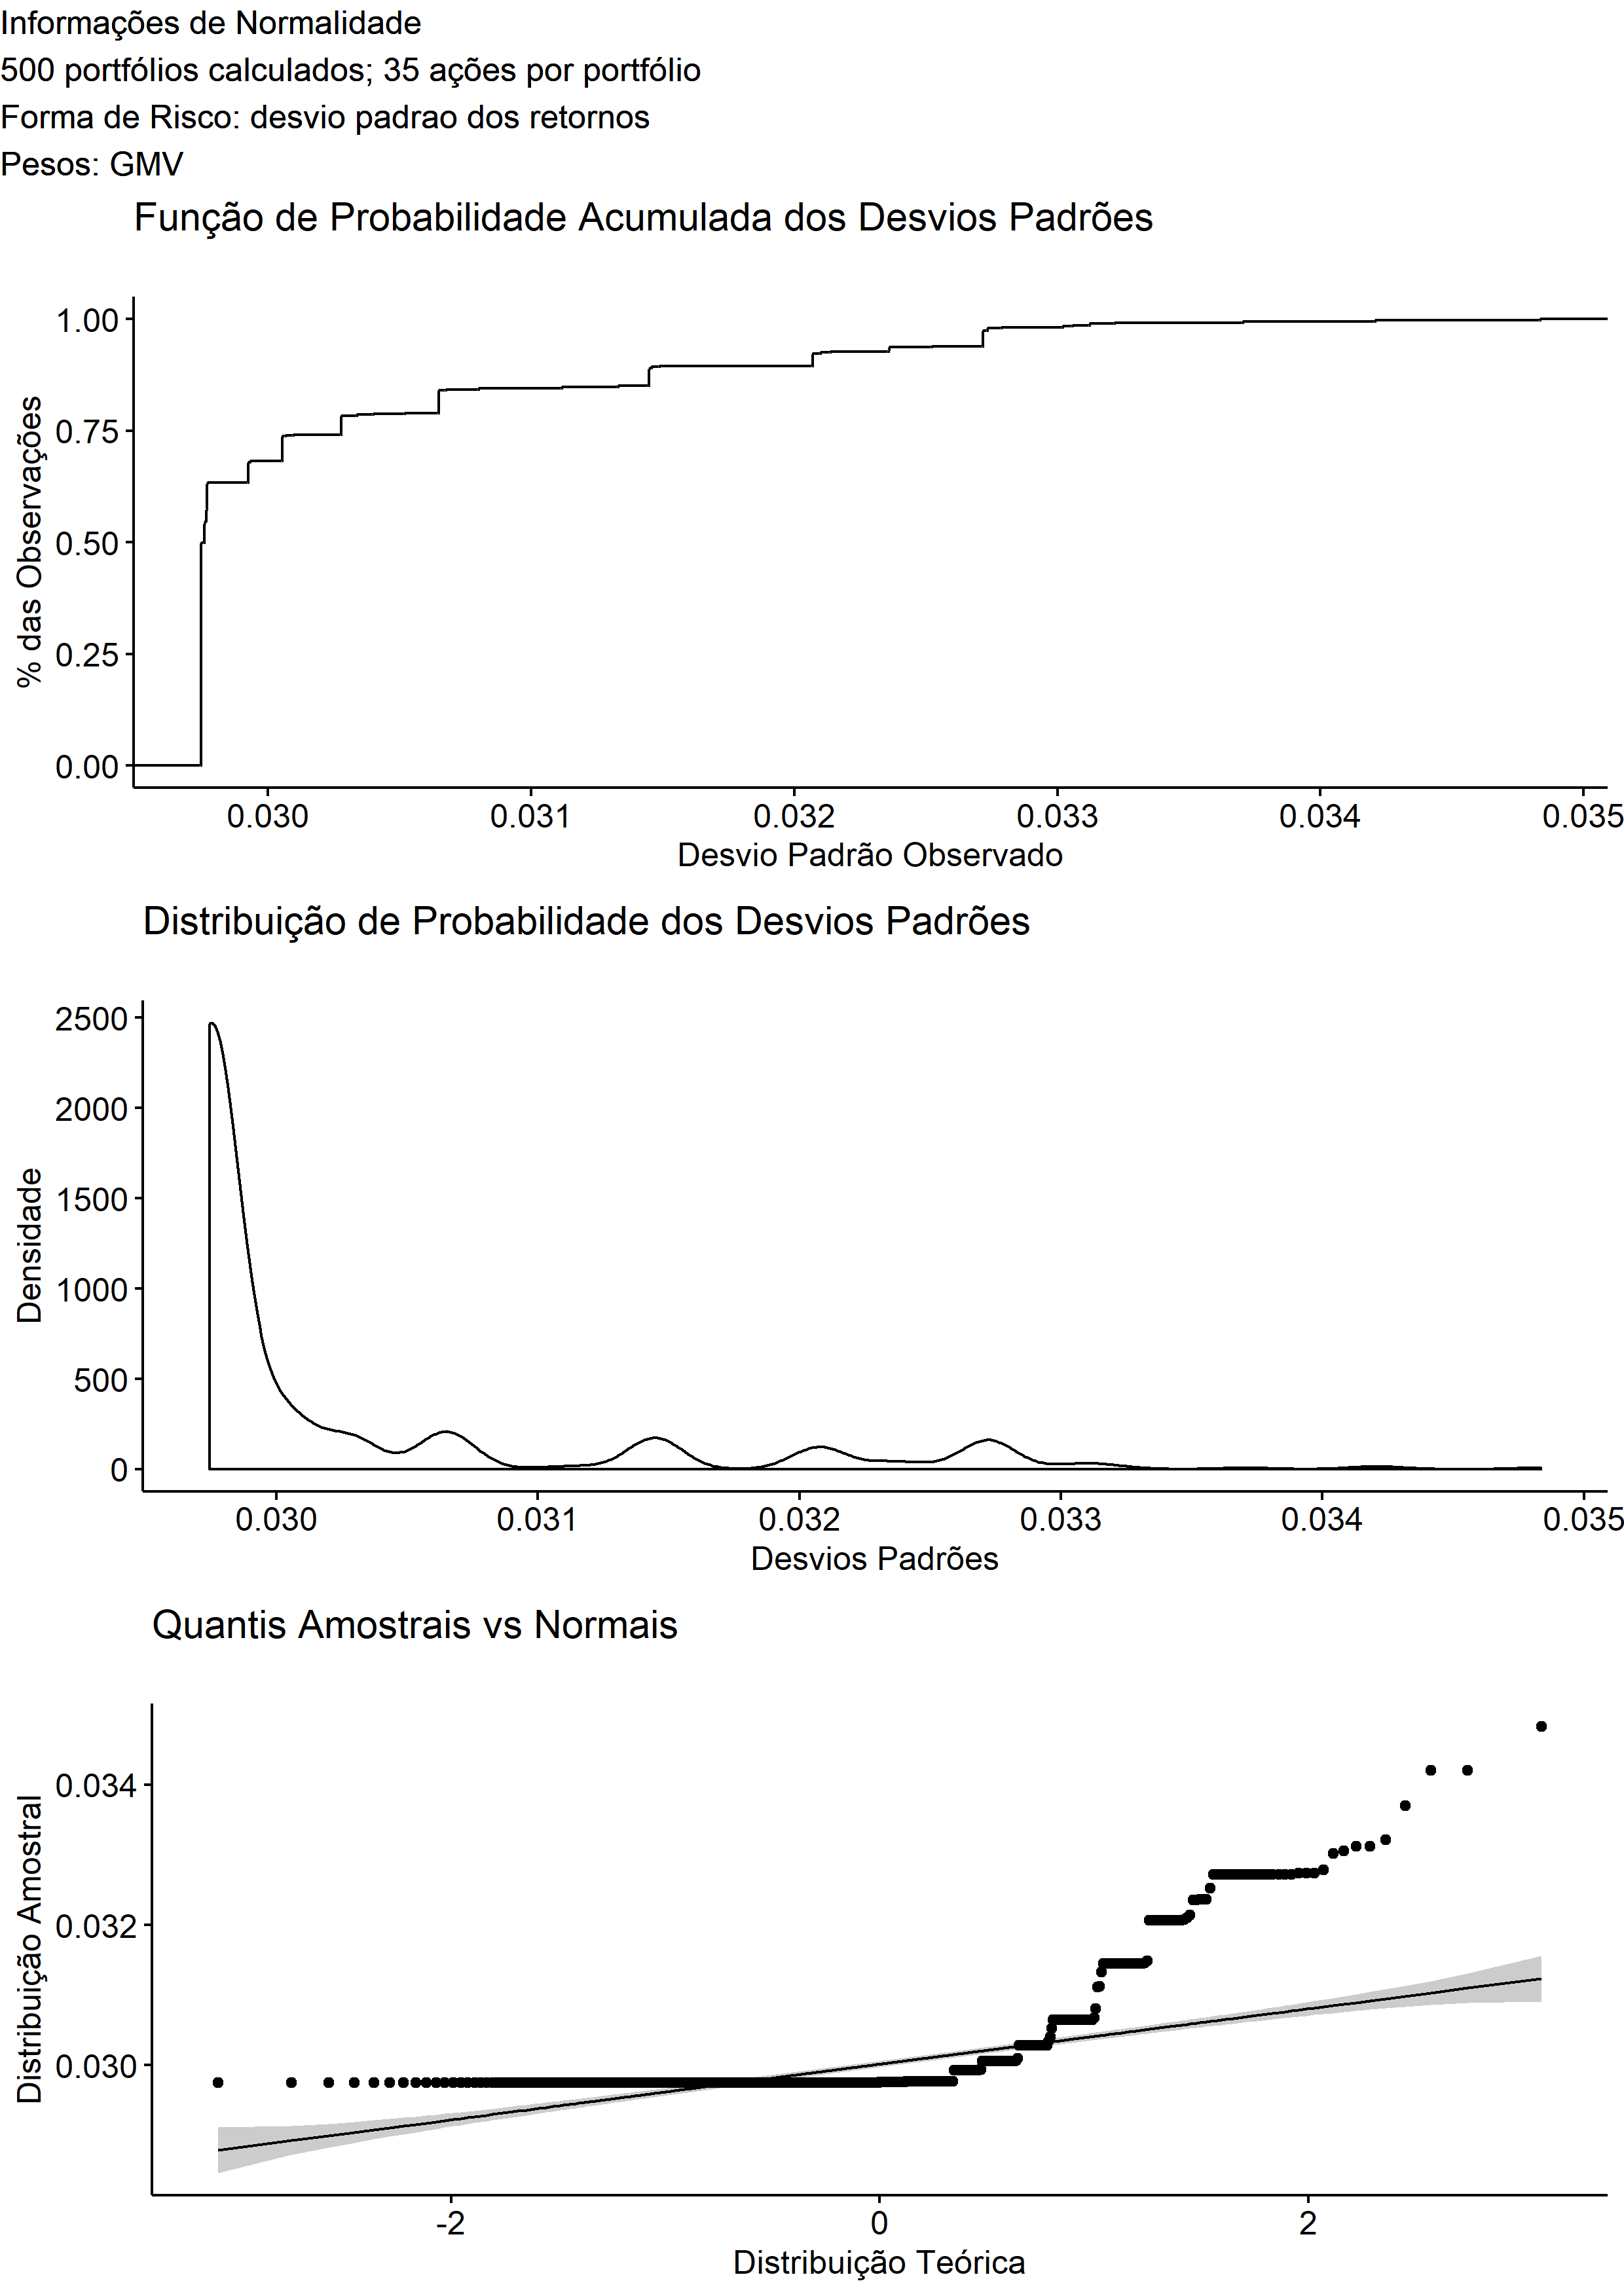 Informações de Normalidade
500 portfólios calculados; 35 ações por portfólio
Forma de Risco: desvio padrao dos retornos
Pesos: GMV
Função de Probabilidade Acumulada dos Desvios Padrões
% das Observações
1.00
0.75
0.50
0.25
0.00
0.030 0.031 0.032 0.033 0.034 0.035
Desvio Padrão Observado
Distribuição de Probabilidade dos Desvios Padrões
Densidade
2500
2000
1500
1000
500
0
0.030 0.031 0.032 0.033 0.034 0.035
Desvios Padrões
Quantis Amostrais vs Normais
Distribuição Amostral
0.034
0.032
0.030
-2 0 2
Distribuição Teórica